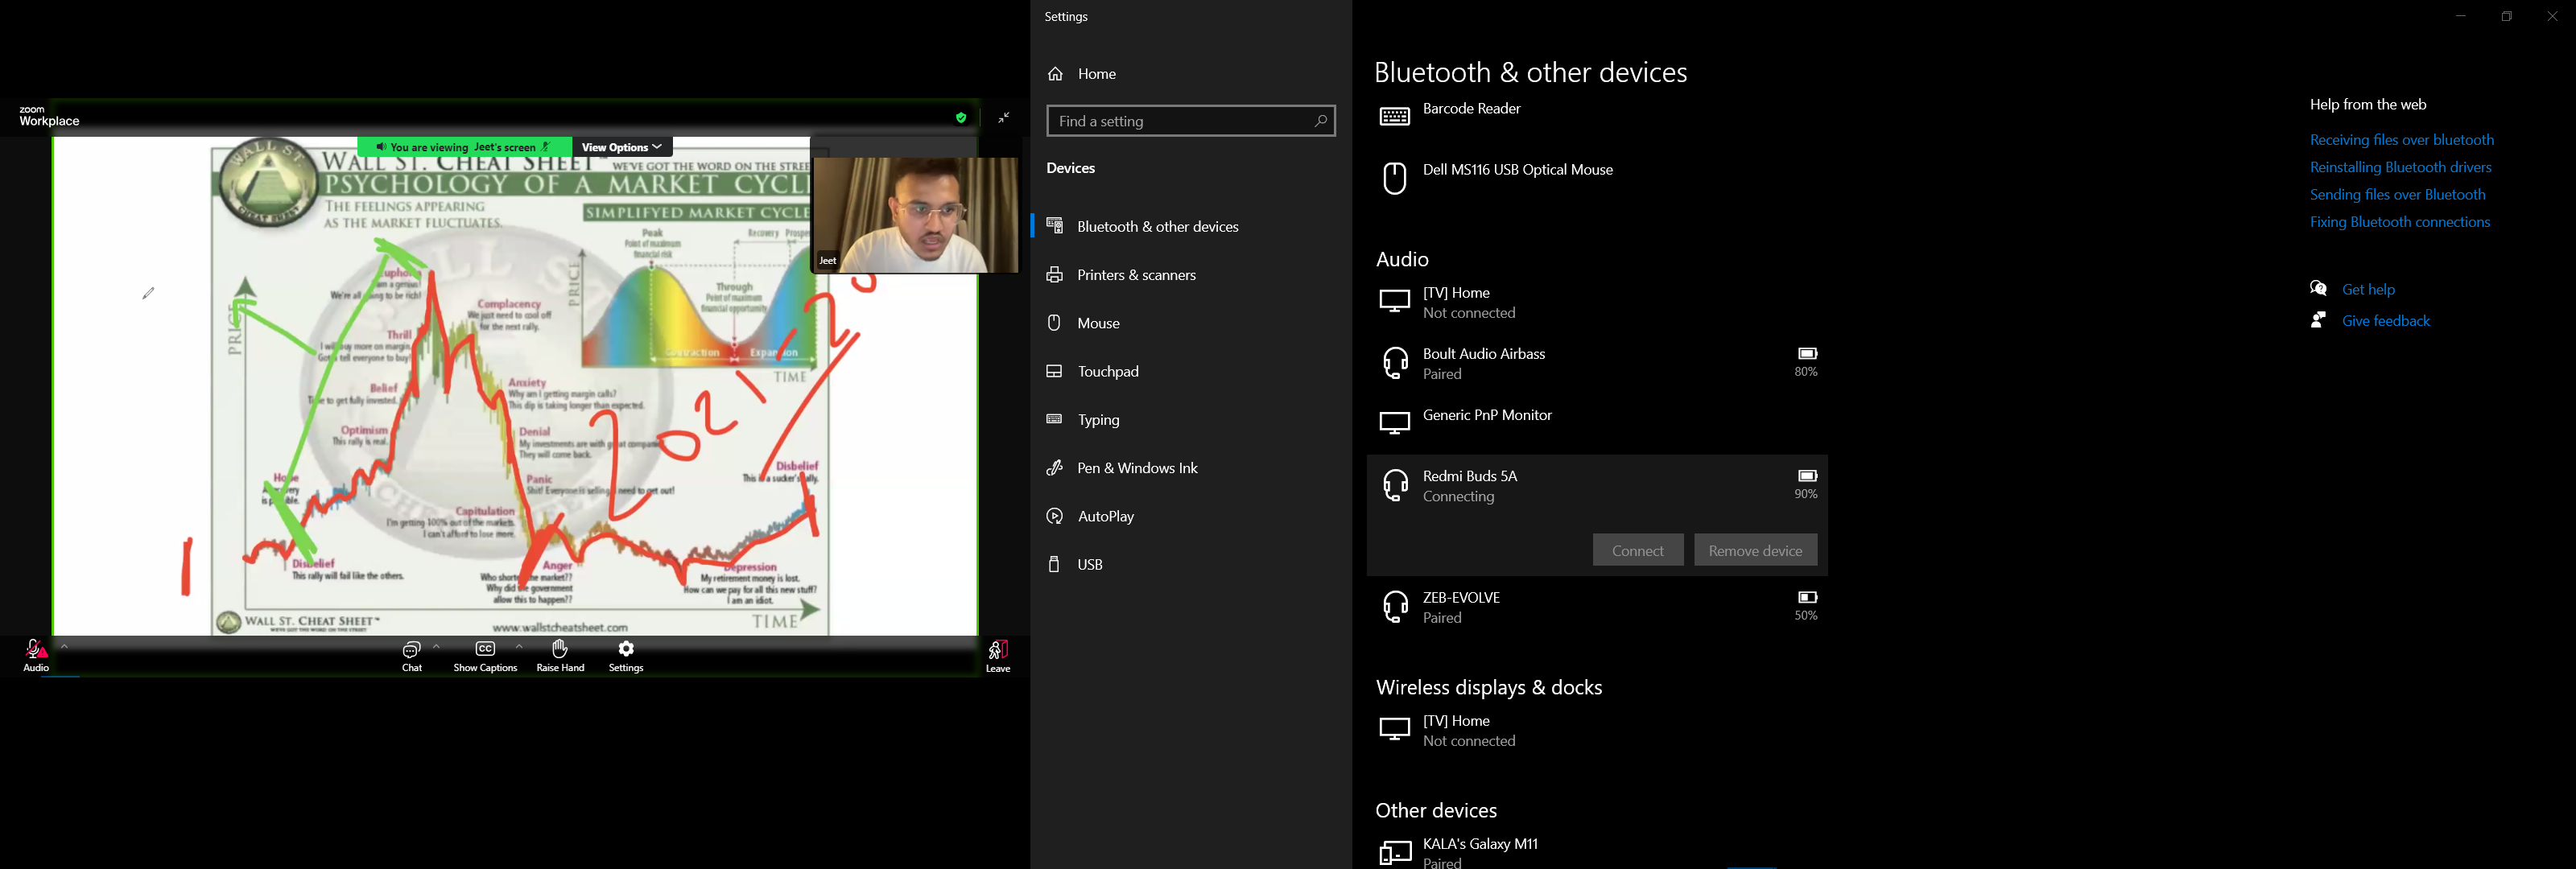 zoom
Workplace
You are viewing Jeet's screen
View Options
WALL ST. CHEAT SHEET
WE'VE GOT THE WORD ON THE STREE
PSYCHOLOGY OF A MARKET CYCL
THE FEELINGS APPEARING
AS THE MARKET FLUCTUATES.
SIMPLIFYED MARKET CYCLE
WALL ST
CHEAT SHEET
Jeet
PRICE
Euphoria
I am a genius!
We're all going to be rich!
Thrill
I will buy more on margin.
Gotta tell everyone to buy!
Belief
Time to get fully invested.
Optimism
This rally is real.
Hope
A recovery
is possible.
Disbelief
This rally will fail like the others.
Complacency
We just need to cool off
for the next rally.
Anxiety
Why am I getting margin calls?
This dip is taking longer than expected.
Denial
My investments are with great companies.
They will come back.
Panic
Shit! Everyone is selling. I need to get out!
Capitulation
I'm getting 100% out of the markets.
I can't afford to lose more.
Anger
Who shorted the market??
Why did the government
allow this to happen??
Depression
My retirement money is lost.
How can we pay for all this new stuff?
I am an idiot.
Disbelief
This is a sucker's rally.
Peak
Point of maximum
financial risk
Recovery
Through
Point of maximum
financial opportunity
Contraction
Expansion
PRICE
TIME
2021
WALL ST. CHEAT SHEET™
WE'VE GOT THE WORD ON THE STREET
www.wallstcheatsheet.com
TIME
Audio
Chat
Show Captions
Raise Hand
Settings
Leave
Settings
Home
Find a setting
Devices
Bluetooth & other devices
Printers & scanners
Mouse
Touchpad
Typing
Pen & Windows Ink
AutoPlay
USB
Bluetooth & other devices
Barcode Reader
Dell MS116 USB Optical Mouse
Audio
[TV] Home
Not connected
Boult Audio Airbass
Paired
80%
Generic PnP Monitor
Redmi Buds 5A
Connecting
90%
Connect
Remove device
ZEB-EVOLVE
Paired
50%
Wireless displays & docks
[TV] Home
Not connected
Other devices
KALA's Galaxy M11
Paired
Help from the web
Receiving files over bluetooth
Reinstalling Bluetooth drivers
Sending files over Bluetooth
Fixing Bluetooth connections
Get help
Give feedback